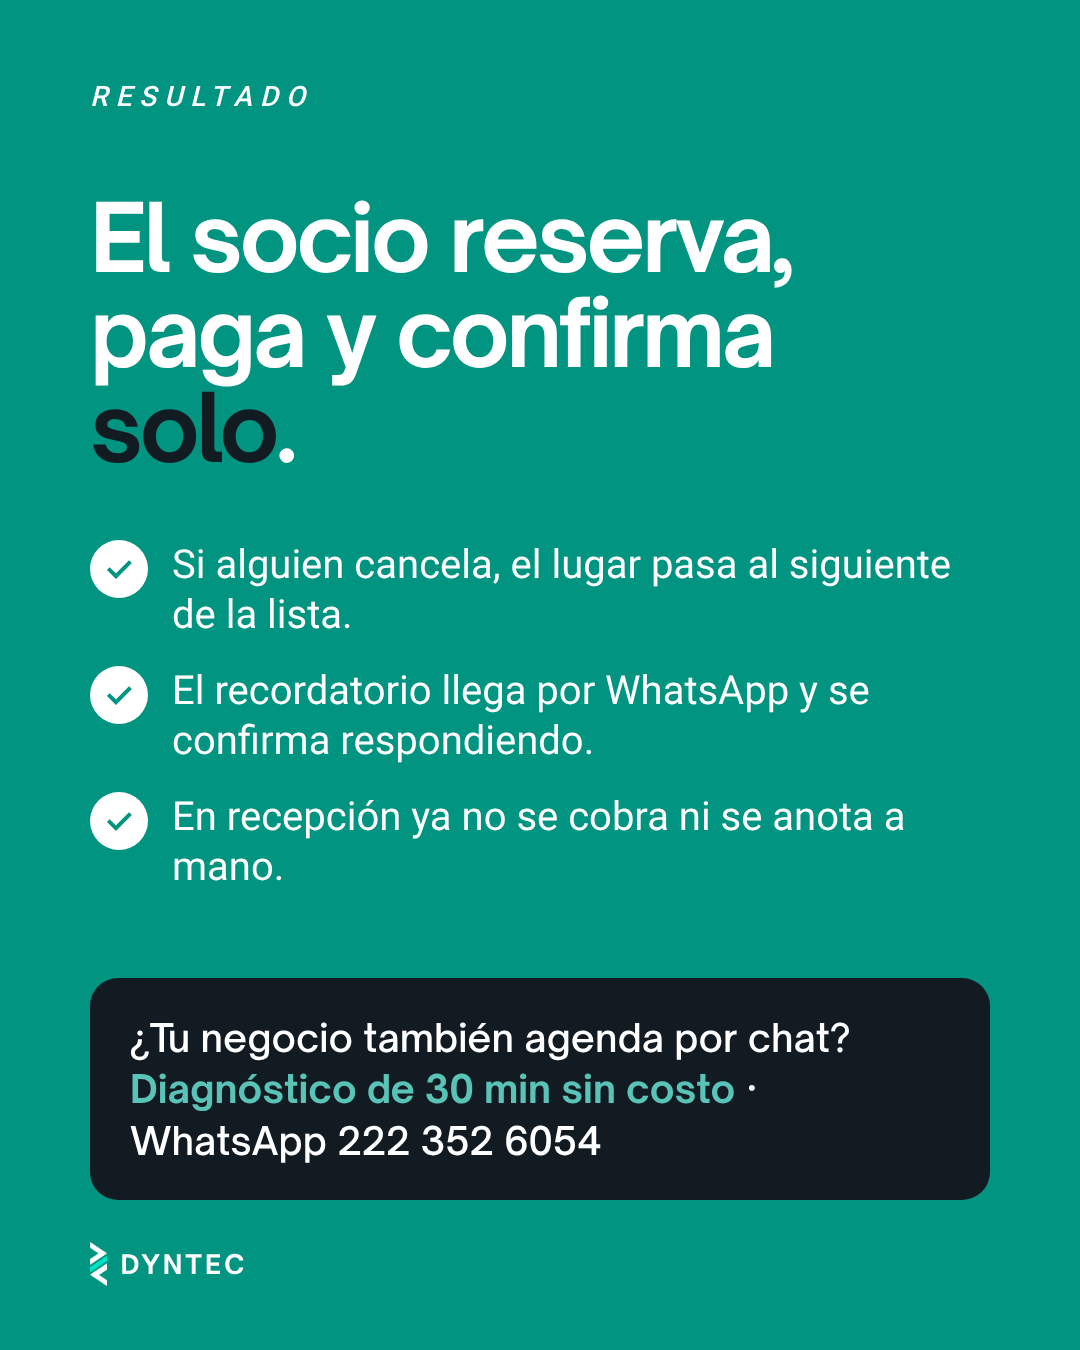 RESULTADO
El socio reserva,
paga y confirma
solo.
Si alguien cancela, el lugar pasa al siguiente
de la lista.
El recordatorio llega por WhatsApp y se
confirma respondiendo.
En recepción ya no se cobra ni se anota a
mano.
¿Tu negocio también agenda por chat?
Diagnóstico de 30 min sin costo ·
WhatsApp 222 352 6054
DYNTEC